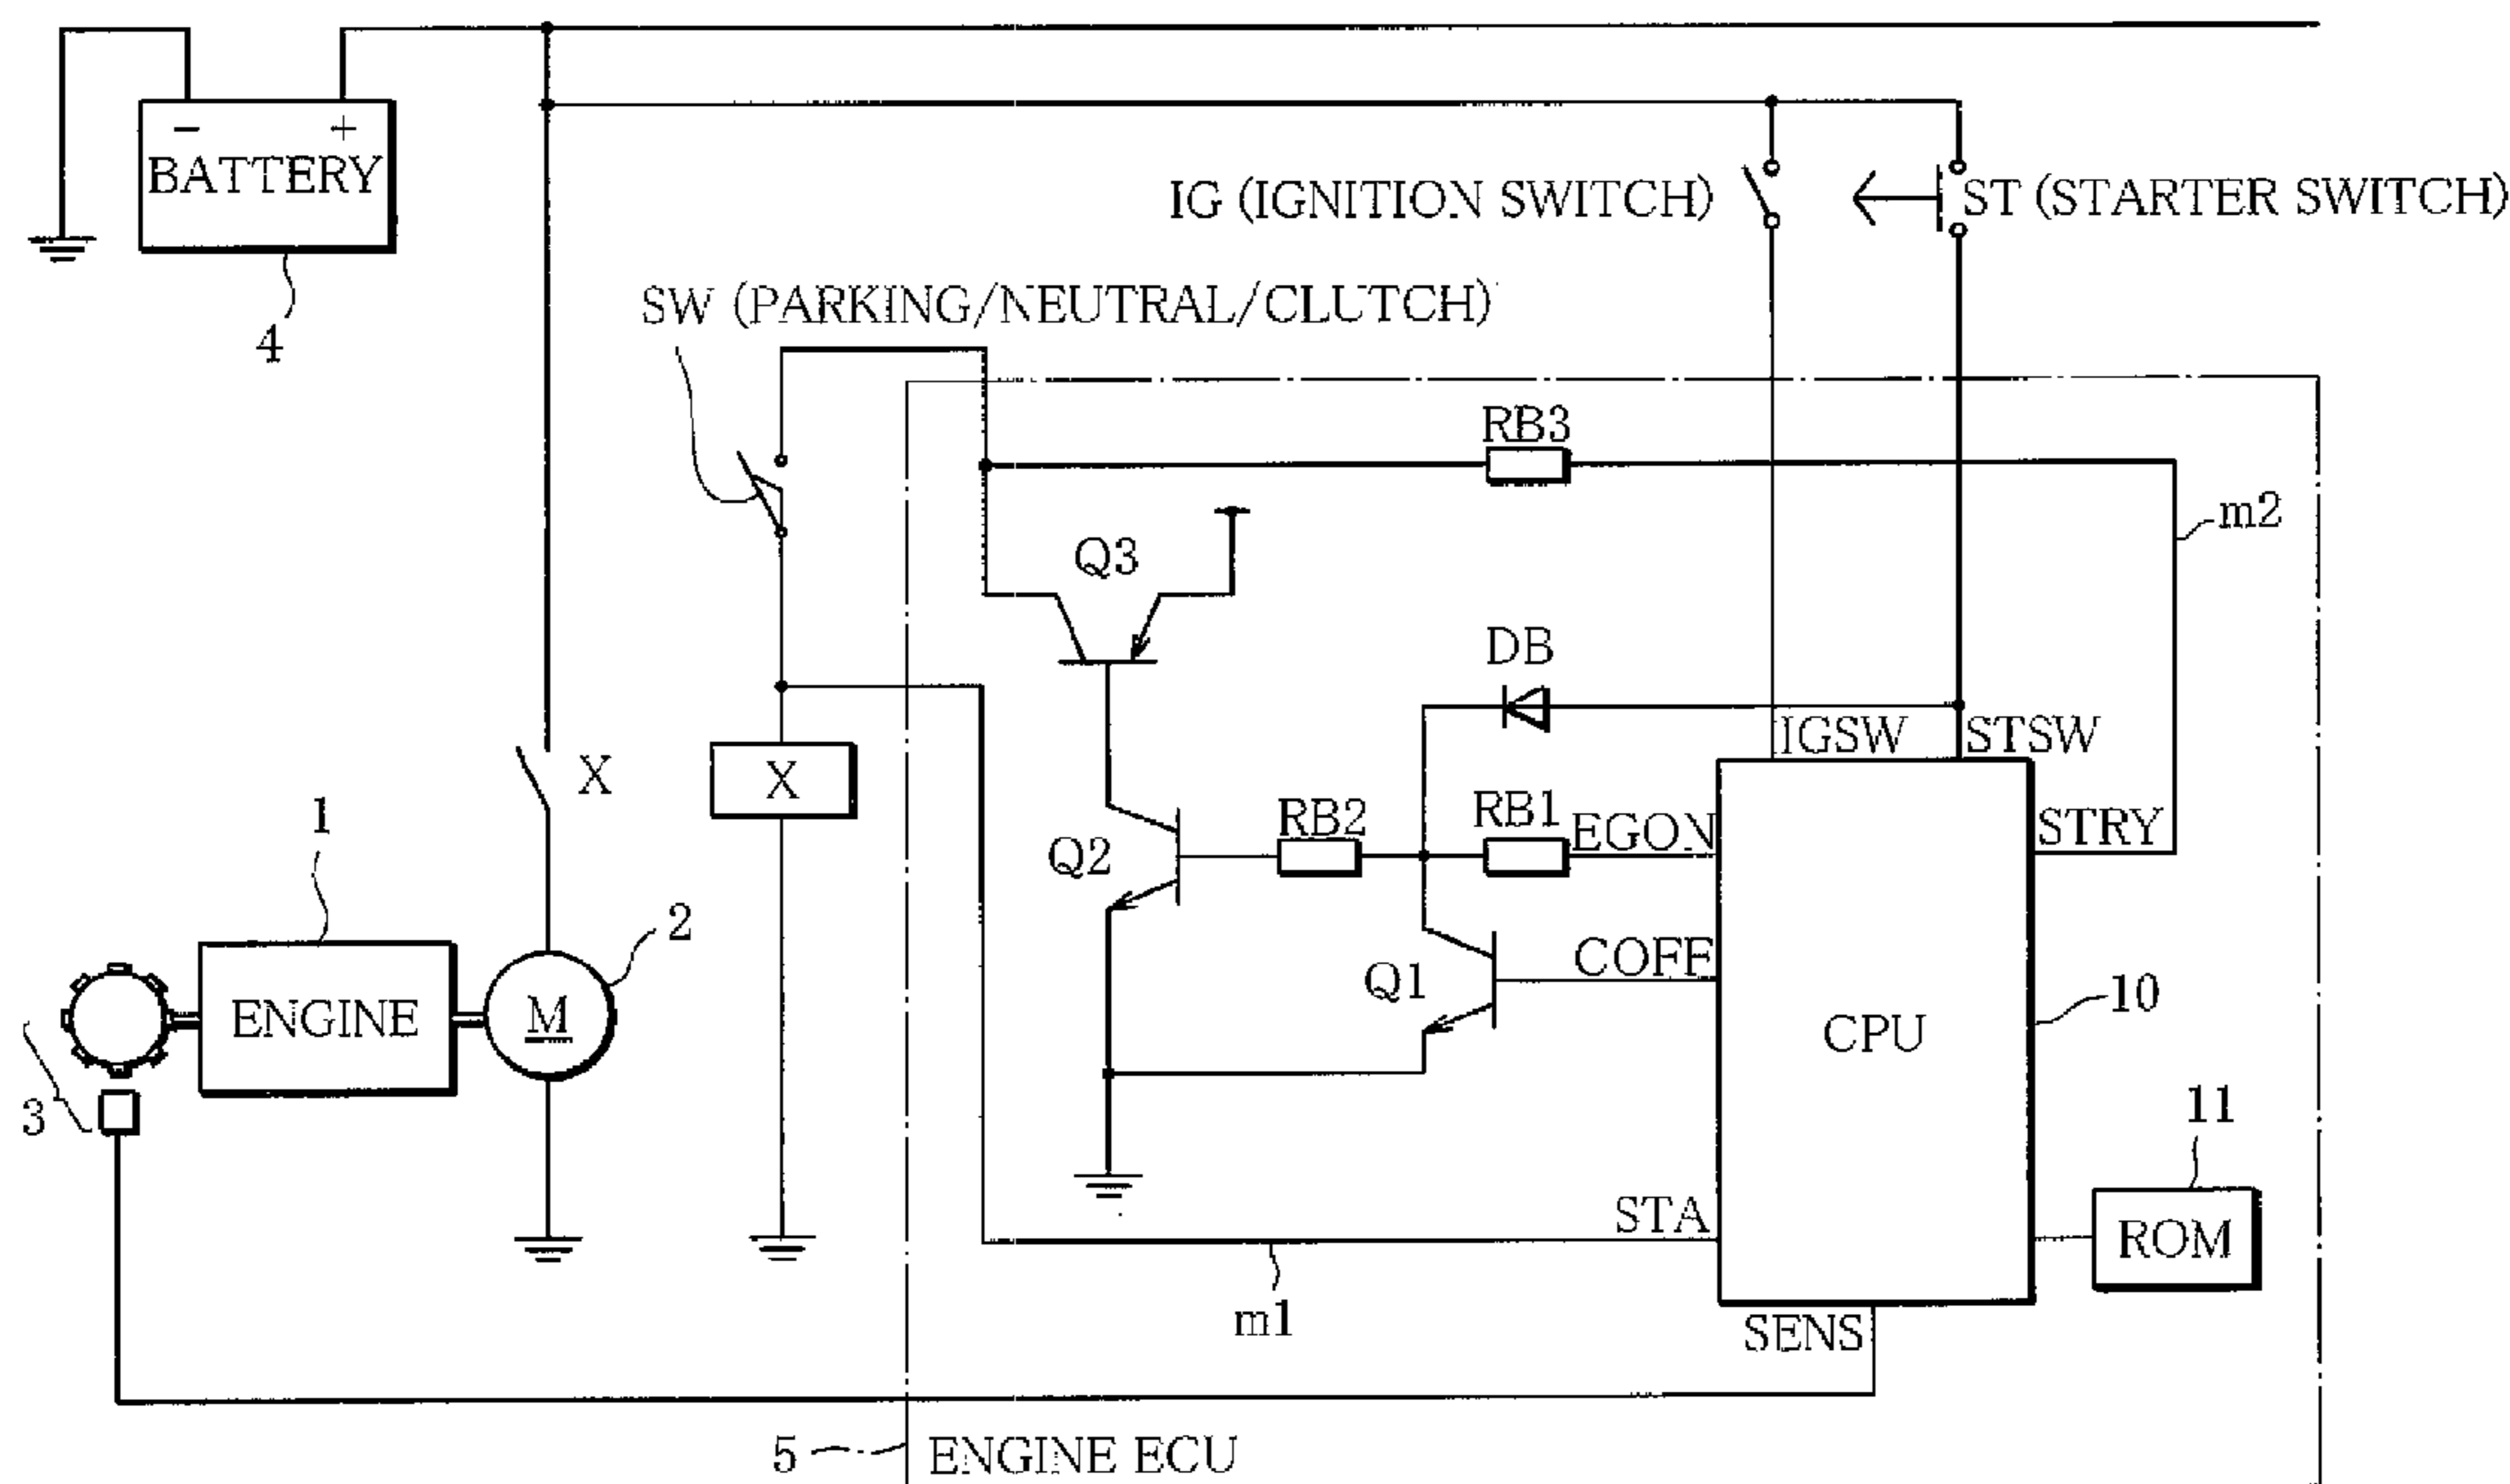 − +
BATTERY
4
IG (IGNITION SWITCH)
ST (STARTER SWITCH)
SW (PARKING/NEUTRAL/CLUTCH)
RB3
m2
Q3
DB
IGSW
STSW
X
X
1
RB2
RB1
EGON
STRY
Q2
2
COFF
Q1
10
ENGINE
M
CPU
3
11
STA
ROM
m1
SENS
5
ENGINE ECU